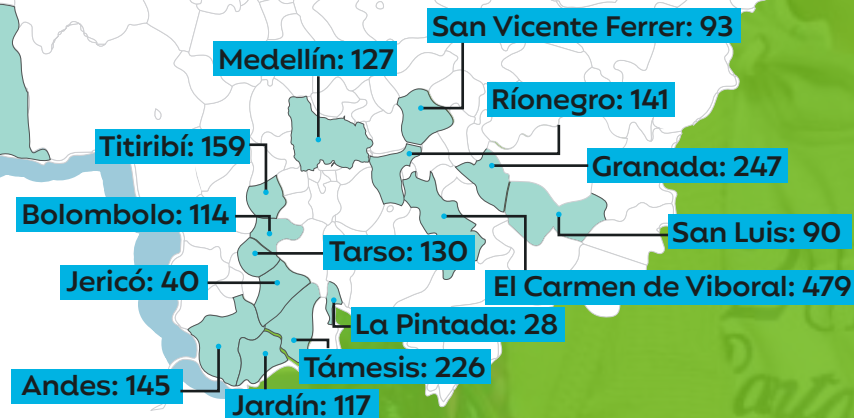 San Vicente Ferrer: 93
Medellín: 127
Ríonegro: 141
Titiribí: 159
Granada: 247
Bolombolo: 114
San Luis: 90
Tarso: 130
Jericó: 40
El Carmen de Viboral: 479
La Pintada: 28
Támesis: 226
Andes: 145
Jardín: 117